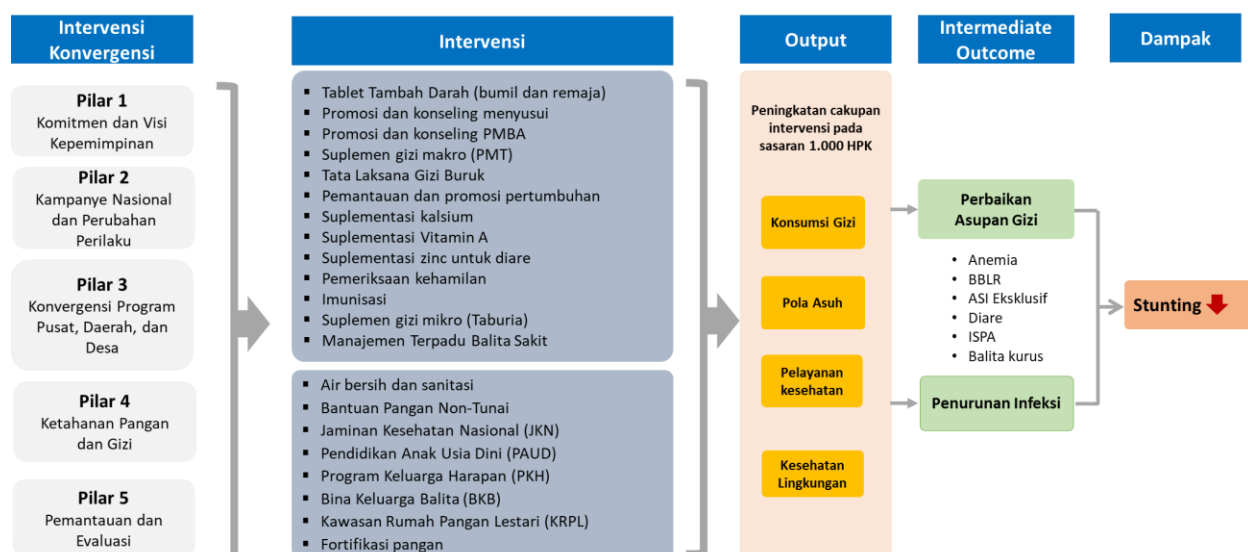 Intervensi
Konvergensi
Pilar 1
Komitmen dan Visi
Kepemimpinan
Pilar 2
Kampanye Nasional
dan Perubahan
Perilaku
Pilar 3
Konvergensi Program
Pusat, Daerah, dan
Desa
Pilar 4
Ketahanan Pangan
dan Gizi
Pilar 5
Pemantauan dan
Evaluasi
Intervensi
Tablet Tambah Darah (bumil dan remaja)
Promosi dan konseling menyusui
Promosi dan konseling PMBA
Suplemen gizi makro (PMT)
Tata Laksana Gizi Buruk
Pemantauan dan promosi pertumbuhan
Suplementasi kalsium
Suplementasi Vitamin A
Suplementasi zinc untuk diare
Pemeriksaan kehamilan
Imunisasi
Suplemen gizi mikro (Taburia)
Manajemen Terpadu Balita Sakit
Air bersih dan sanitasi
Bantuan Pangan Non-Tunai
Jaminan Kesehatan Nasional (JKN)
Pendidikan Anak Usia Dini (PAUD)
Program Keluarga Harapan (PKH)
Bina Keluarga Balita (BKB)
Kawasan Rumah Pangan Lestari (KRPL)
Fortifikasi pangan
Output
Peningkatan cakupan
intervensi pada
sasaran 1.000 HPK
Konsumsi Gizi
Pola Asuh
Pelayanan
kesehatan
Kesehatan
Lingkungan
Intermediate
Outcome
Perbaikan
Asupan Gizi
Anemia
BBLR
ASI Eksklusif
Diare
ISPA
Balita kurus
Penurunan Infeksi
Dampak
Stunting